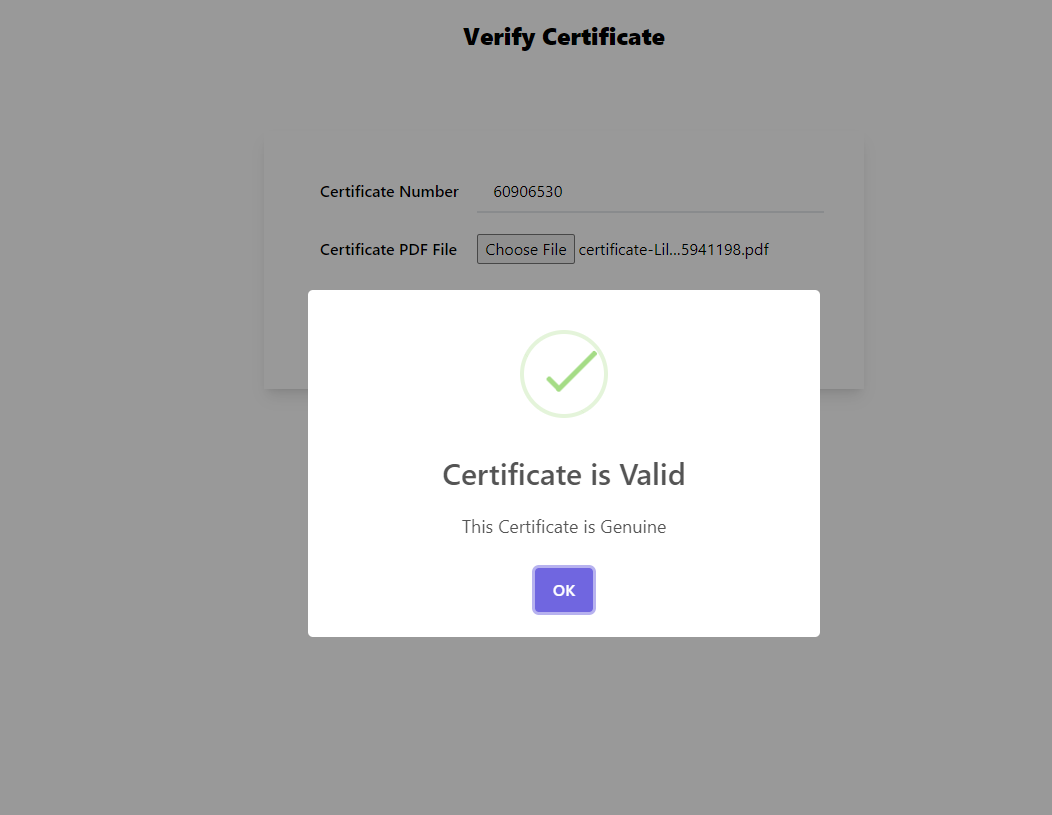 Verify Certificate
Certificate Number 60906530
Certificate PDF File Choose File certificate-Lil...5941198.pdf
Certificate is Valid
This Certificate is Genuine
OK